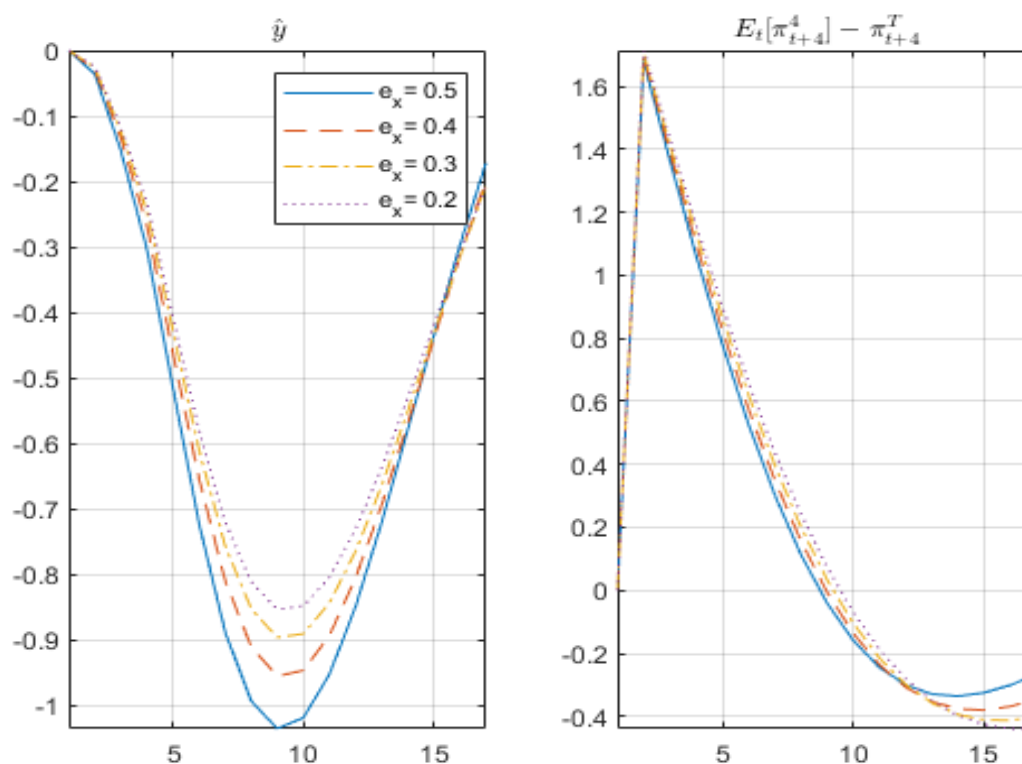 ŷ
0
-0.1
-0.2
-0.3
-0.4
-0.5
-0.6
-0.7
-0.8
-0.9
-1
5 10 15
e_x = 0.5
e_x = 0.4
e_x = 0.3
e_x = 0.2
E_t[π^4_{t+4}] − π^T_{t+4}
1.6
1.4
1.2
1
0.8
0.6
0.4
0.2
0
-0.2
-0.4
5 10 15